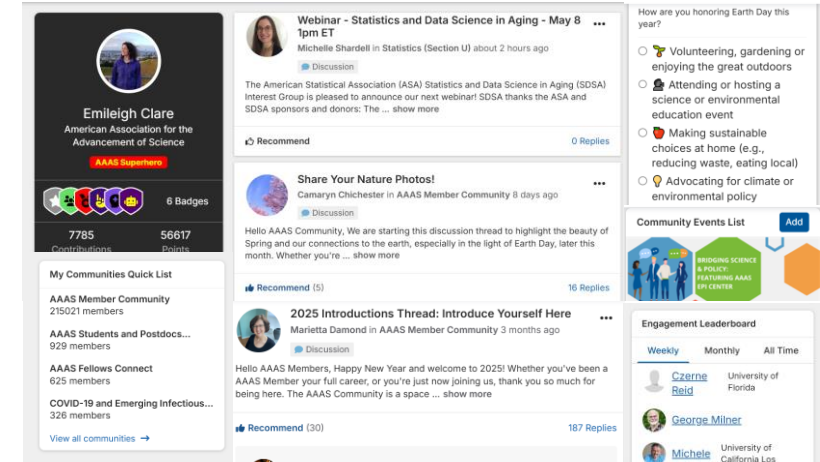 Emileigh Clare
American Association for the
Advancement of Science
AAAS Superhero
6 Badges
7785
56617
Contributions
Points
My Communities Quick List
AAAS Member Community
215021 members
AAAS Students and Postdocs...
929 members
AAAS Fellows Connect
625 members
COVID-19 and Emerging Infectious...
326 members
View all communities →
Webinar - Statistics and Data Science in Aging - May 8
1pm ET
Michelle Shardell in Statistics (Section U) about 2 hours ago
Discussion
The American Statistical Association (ASA) Statistics and Data Science in Aging (SDSA)
Interest Group is pleased to announce our next webinar! SDSA thanks the ASA and
SDSA sponsors and donors: The ... show more
Recommend
0 Replies
Share Your Nature Photos!
Camaryn Chichester in AAAS Member Community 8 days ago
Discussion
Hello AAAS Community, We are starting this discussion thread to highlight the beauty of
Spring and our connections to the earth, especially in the light of Earth Day, later this
month. Whether you're ... show more
Recommend (5)
16 Replies
2025 Introductions Thread: Introduce Yourself Here
Marietta Damond in AAAS Member Community 3 months ago
Discussion
Hello AAAS Members, Happy New Year and welcome to 2025! Whether you've been a
AAAS Member your full career, or you're just now joining us, thank you so much for
being here. The AAAS Community is a space ... show more
Recommend (30)
187 Replies
How are you honoring Earth Day this
year?
Volunteering, gardening or
enjoying the great outdoors
Attending or hosting a
science or environmental
education event
Making sustainable
choices at home (e.g.,
reducing waste, eating local)
Advocating for climate or
environmental policy
Community Events List
Add
BRIDGING SCIENCE
& POLICY:
FEATURING AAAS
EPI CENTER
Engagement Leaderboard
Weekly
Monthly
All Time
Czerne
Reid
University of
Florida
George Milner
Michele
University of
California Los